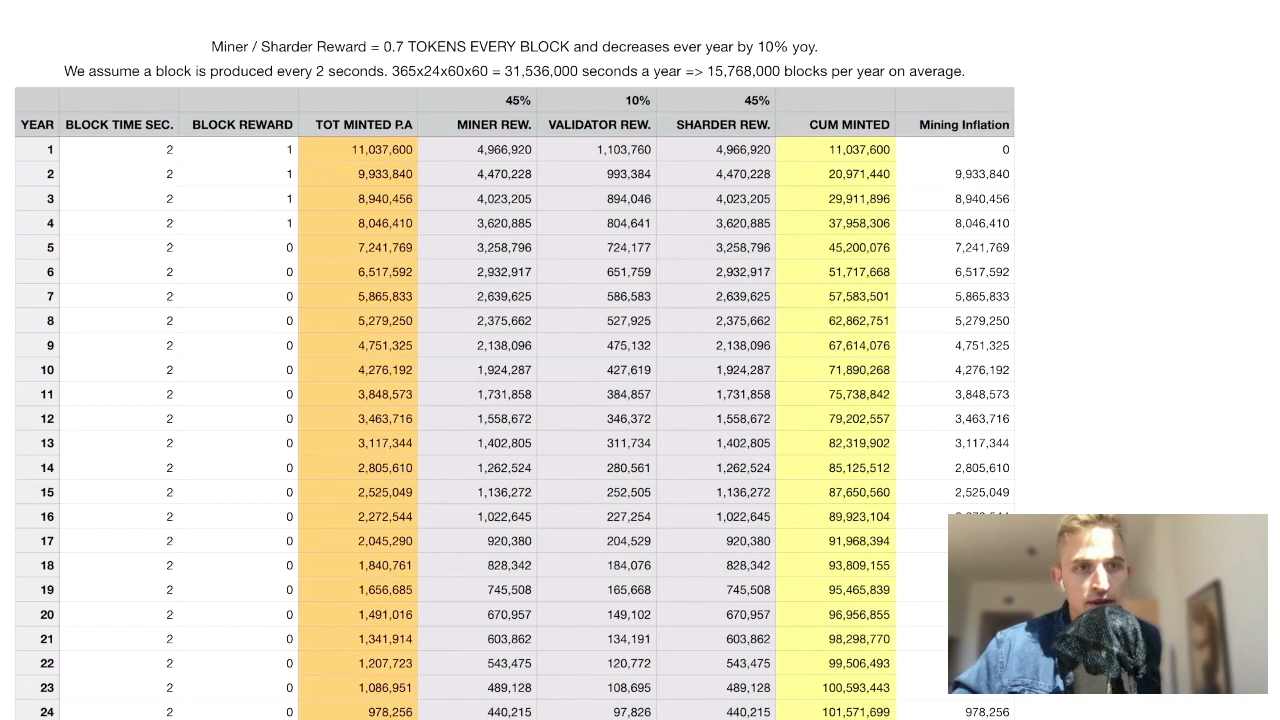 Miner / Sharder Reward = 0.7 TOKENS EVERY BLOCK and decreases ever year by 10% yoy.
We assume a block is produced every 2 seconds. 365x24x60x60 = 31,536,000 seconds a year => 15,768,000 blocks per year on average.
45% 10% 45%
YEAR BLOCK TIME SEC. BLOCK REWARD TOT MINTED P.A MINER REW. VALIDATOR REW. SHARDER REW. CUM MINTED Mining Inflation
1 2 1 11,037,600 4,966,920 1,103,760 4,966,920 11,037,600 0
2 2 1 9,933,840 4,470,228 993,384 4,470,228 20,971,440 9,933,840
3 2 1 8,940,456 4,023,205 894,046 4,023,205 29,911,896 8,940,456
4 2 1 8,046,410 3,620,885 804,641 3,620,885 37,958,306 8,046,410
5 2 0 7,241,769 3,258,796 724,177 3,258,796 45,200,076 7,241,769
6 2 0 6,517,592 2,932,917 651,759 2,932,917 51,717,668 6,517,592
7 2 0 5,865,833 2,639,625 586,583 2,639,625 57,583,501 5,865,833
8 2 0 5,279,250 2,375,662 527,925 2,375,662 62,862,751 5,279,250
9 2 0 4,751,325 2,138,096 475,132 2,138,096 67,614,076 4,751,325
10 2 0 4,276,192 1,924,287 427,619 1,924,287 71,890,268 4,276,192
11 2 0 3,848,573 1,731,858 384,857 1,731,858 75,738,842 3,848,573
12 2 0 3,463,716 1,558,672 346,372 1,558,672 79,202,557 3,463,716
13 2 0 3,117,344 1,402,805 311,734 1,402,805 82,319,902 3,117,344
14 2 0 2,805,610 1,262,524 280,561 1,262,524 85,125,512 2,805,610
15 2 0 2,525,049 1,136,272 252,505 1,136,272 87,650,560 2,525,049
16 2 0 2,272,544 1,022,645 227,254 1,022,645 89,923,104
17 2 0 2,045,290 920,380 204,529 920,380 91,968,394
18 2 0 1,840,761 828,342 184,076 828,342 93,809,155
19 2 0 1,656,685 745,508 165,668 745,508 95,465,839
20 2 0 1,491,016 670,957 149,102 670,957 96,956,855
21 2 0 1,341,914 603,862 134,191 603,862 98,298,770
22 2 0 1,207,723 543,475 120,772 543,475 99,506,493
23 2 0 1,086,951 489,128 108,695 489,128 100,593,443
24 2 0 978,256 440,215 97,826 440,215 101,571,699 978,256